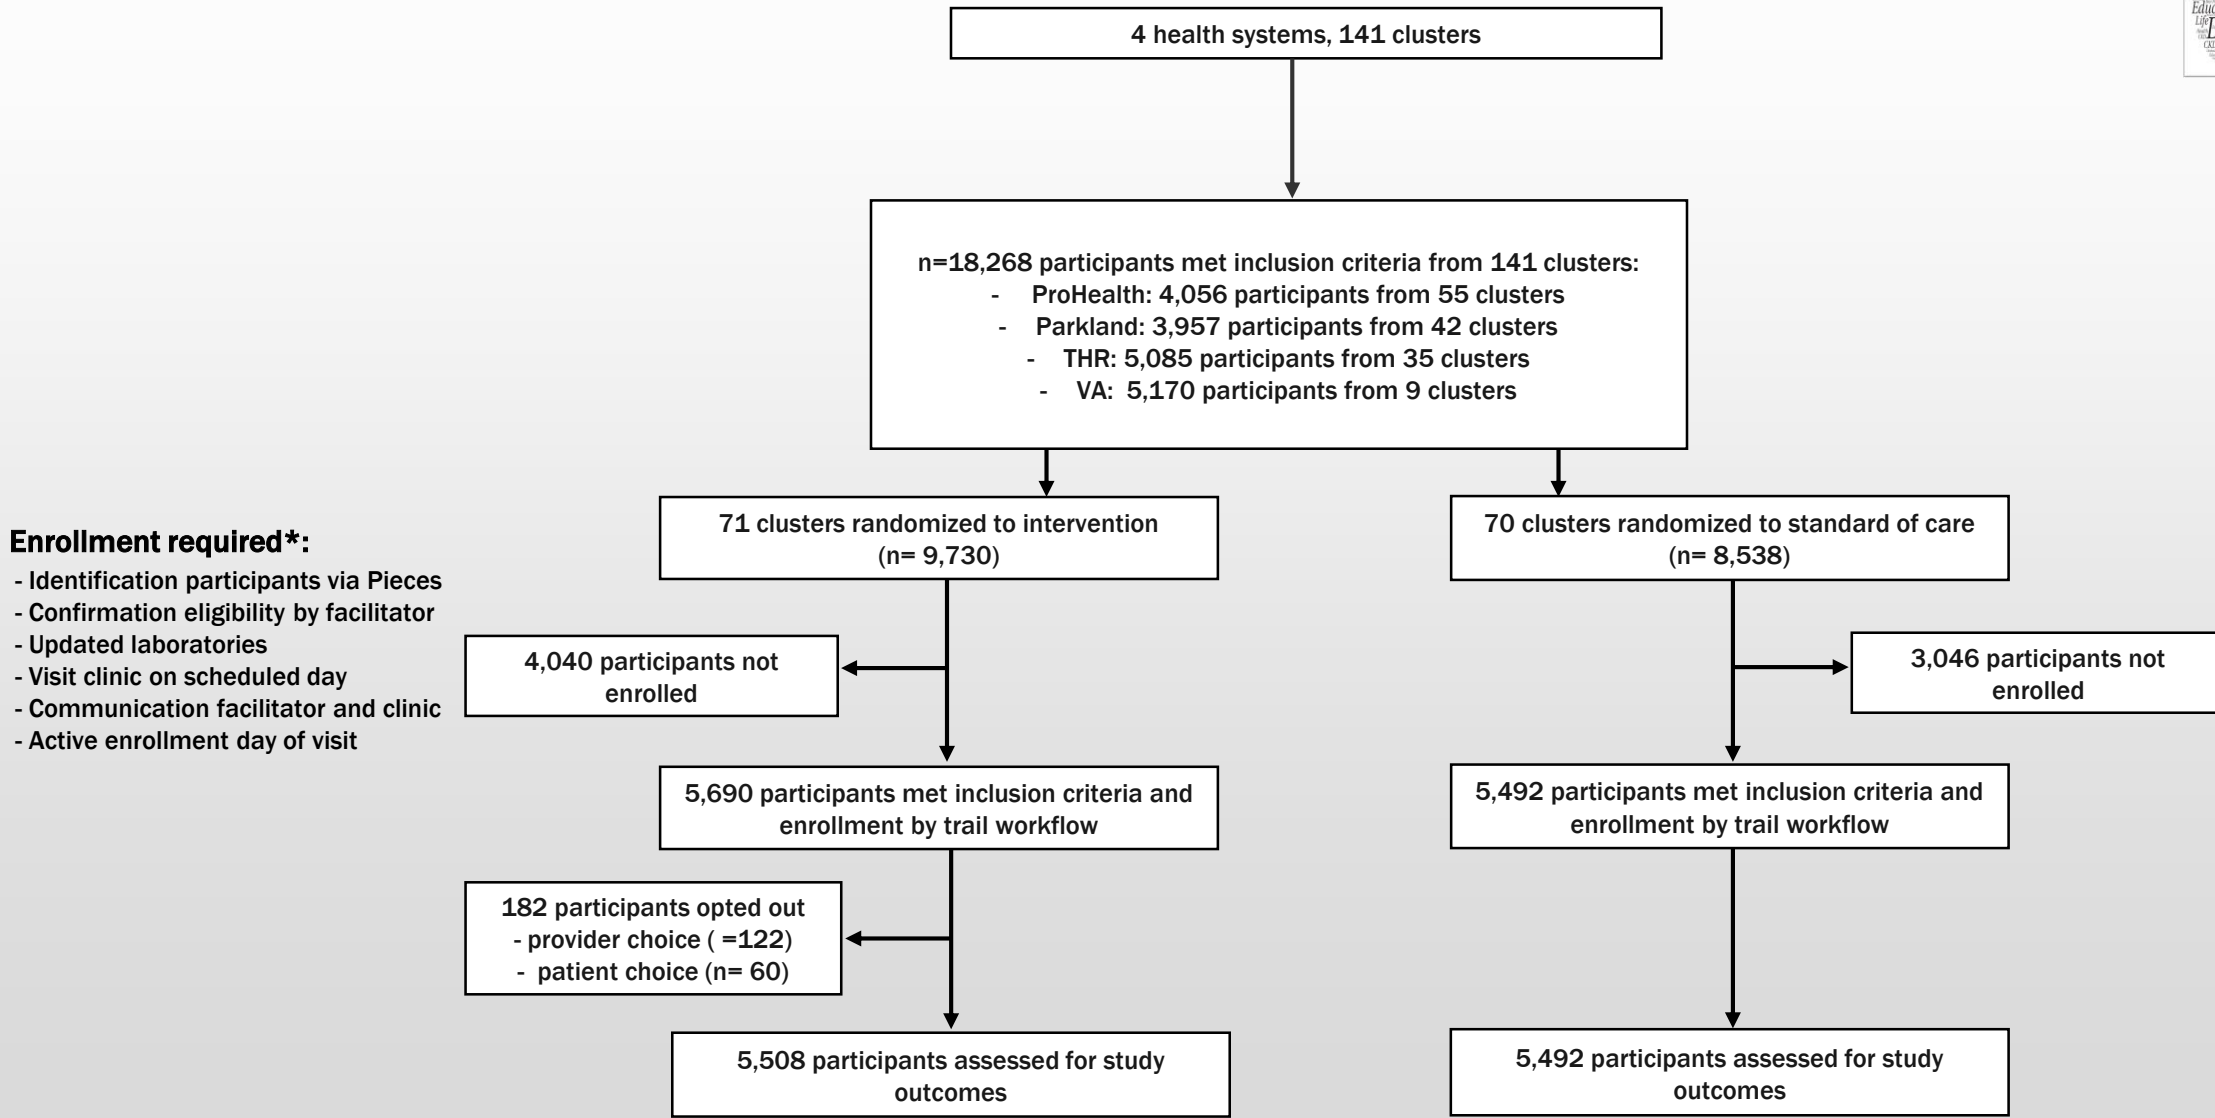 Educ
Life
CKD
4 health systems, 141 clusters
n=18,268 participants met inclusion criteria from 141 clusters:
- ProHealth: 4,056 participants from 55 clusters
- Parkland: 3,957 participants from 42 clusters
- THR: 5,085 participants from 35 clusters
- VA: 5,170 participants from 9 clusters
71 clusters randomized to intervention
(n= 9,730)
70 clusters randomized to standard of care
(n= 8,538)
Enrollment required*:
- Identification participants via Pieces
- Confirmation eligibility by facilitator
- Updated laboratories
- Visit clinic on scheduled day
- Communication facilitator and clinic
- Active enrollment day of visit
4,040 participants not
enrolled
3,046 participants not
enrolled
5,690 participants met inclusion criteria and
enrollment by trail workflow
5,492 participants met inclusion criteria and
enrollment by trail workflow
182 participants opted out
- provider choice ( =122)
- patient choice (n= 60)
5,508 participants assessed for study
outcomes
5,492 participants assessed for study
outcomes